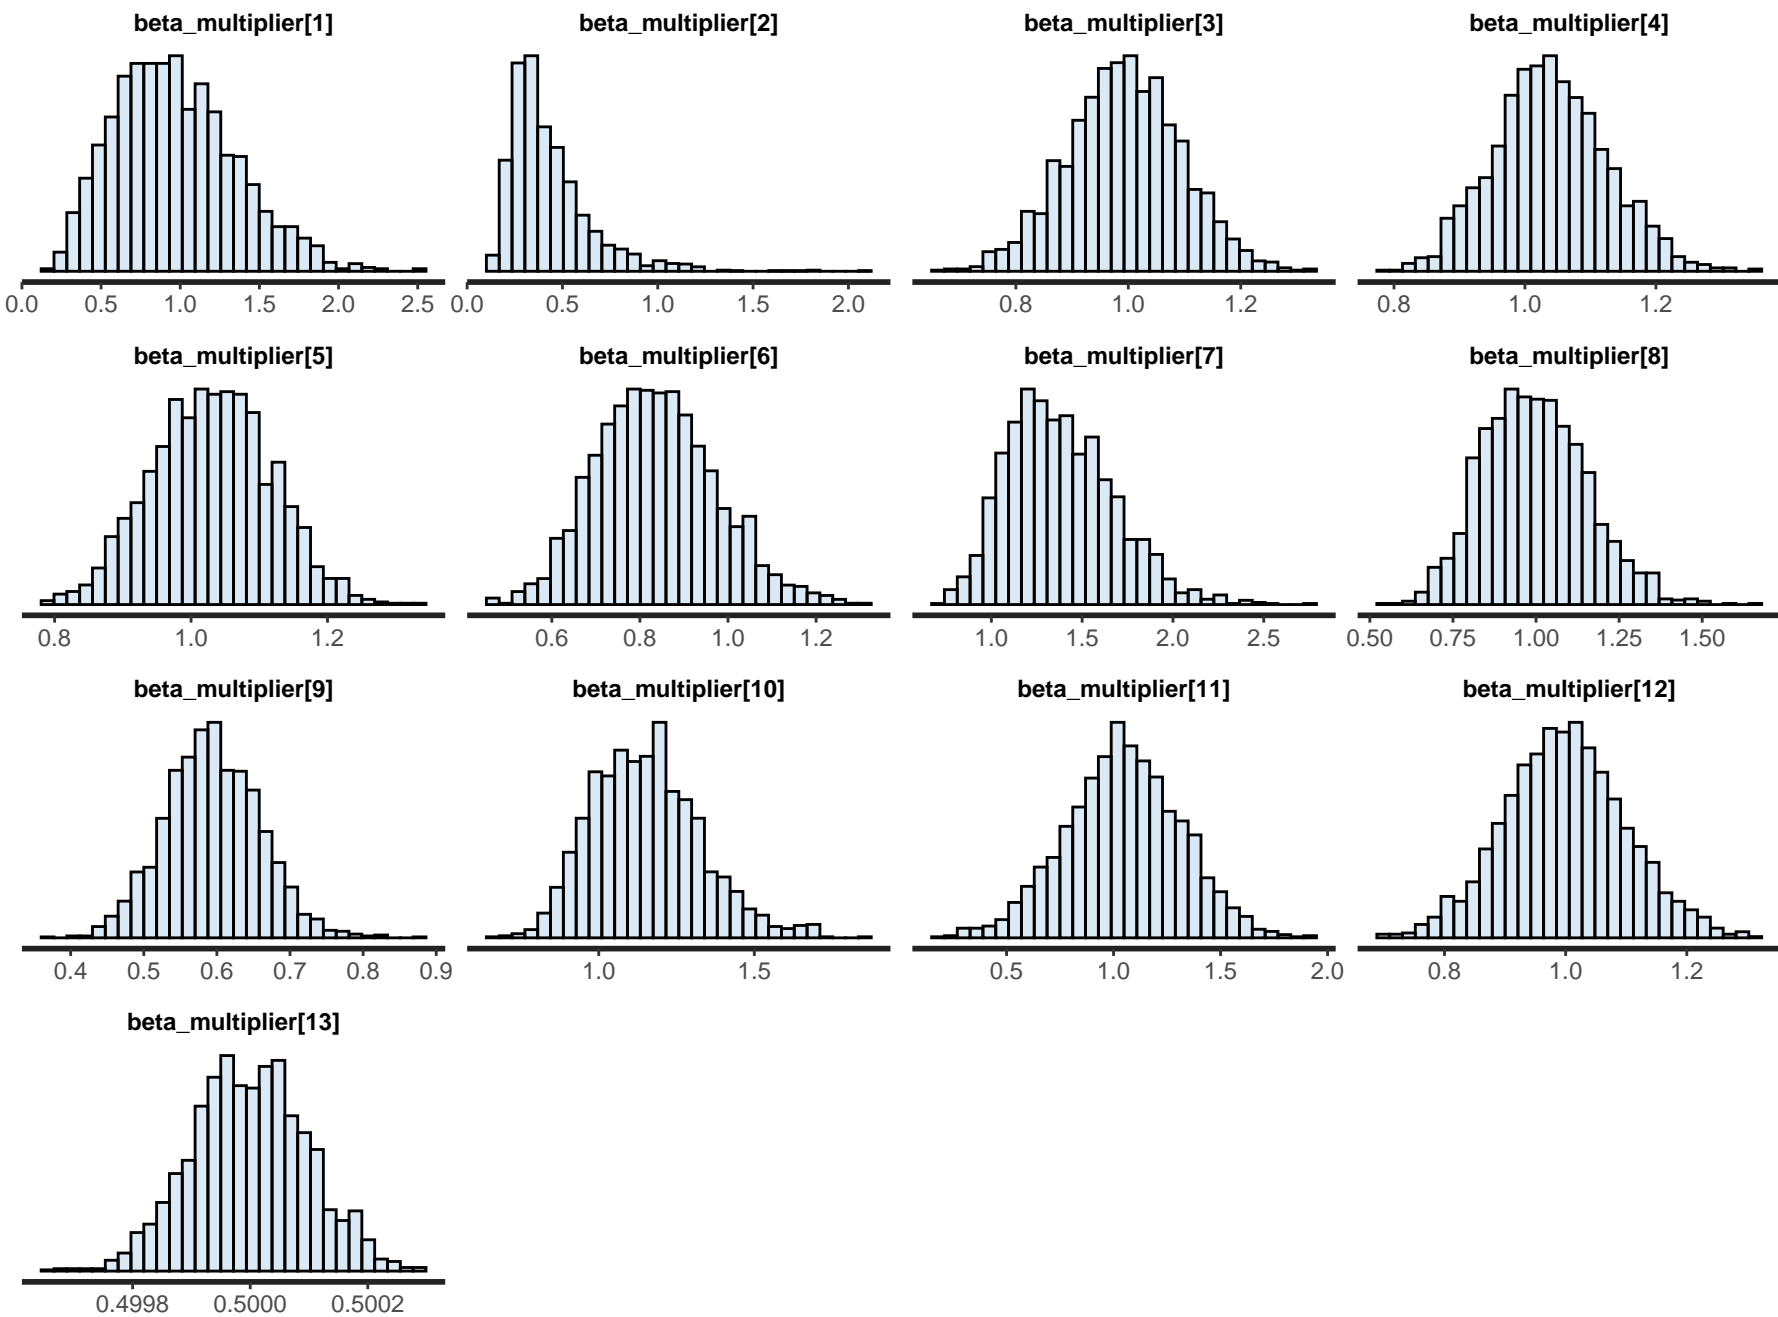 beta_multiplier[1] beta_multiplier[2] beta_multiplier[3] beta_multiplier[4]
0.0 0.5 1.0 1.5 2.0 2.5 0.0 0.5 1.0 1.5 2.0 0.8 1.0 1.2 0.8 1.0 1.2
beta_multiplier[5] beta_multiplier[6] beta_multiplier[7] beta_multiplier[8]
0.8 1.0 1.2 0.6 0.8 1.0 1.2 1.0 1.5 2.0 2.5 0.50 0.75 1.00 1.25 1.50
beta_multiplier[9] beta_multiplier[10] beta_multiplier[11] beta_multiplier[12]
0.4 0.5 0.6 0.7 0.8 0.9 1.0 1.5 0.5 1.0 1.5 2.0 0.8 1.0 1.2
beta_multiplier[13]
0.4998 0.5000 0.5002